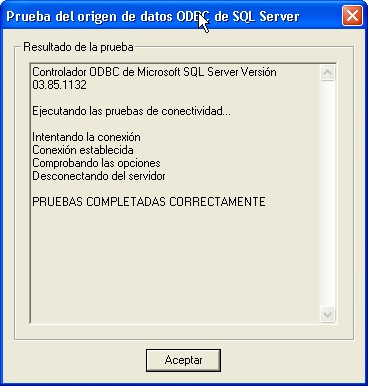 Prueba del origen de datos ODBC de SQL Server
Resultado de la prueba
Controlador ODBC de Microsoft SQL Server Versión
03.85.1132
Ejecutando las pruebas de conectividad...
Intentando la conexión
Conexión establecida
Comprobando las opciones
Desconectando del servidor
PRUEBAS COMPLETADAS CORRECTAMENTE
Aceptar